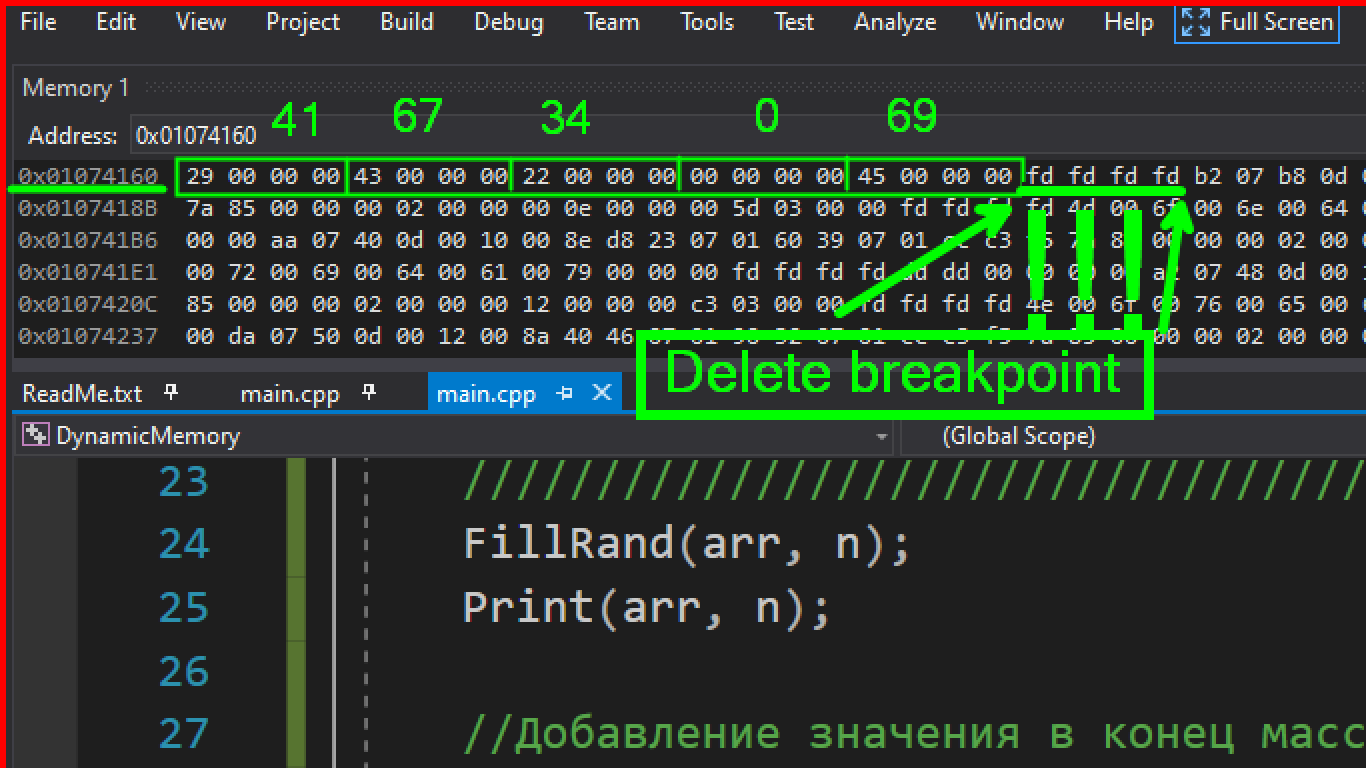 File Edit View Project Build Debug Team Tools Test Analyze Window Help Full Screen
Memory 1
41 67 34 0 69
Address: 0x01074160
0x01074160 29 00 00 00 43 00 00 00 22 00 00 00 00 00 00 00 45 00 00 00 fd fd fd fd b2 07 b8 0d
0x0107418B 7a 85 00 00 00 02 00 00 00 0e 00 00 00 5d 03 00 00 fd fd fd fd 4d 00 6f 00 6e 00 64
0x010741B6 00 00 aa 07 40 0d 00 10 00 8e d8 23 07 01 60 39 07 01 c3 00 00 02 00
0x010741E1 00 72 00 69 00 64 00 61 00 79 00 00 00 fd fd fd fd dd 00 07 48 0d 00
0x0107420C 85 00 00 00 02 00 00 00 12 00 00 00 c3 03 00 00 fd fd fd fd 4e 00 6f 00 76 00 65 00
0x01074237 00 da 07 50 0d 00 12 00 8a 40 46 00 00 02 00 00
Delete breakpoint
ReadMe.txt main.cpp main.cpp
DynamicMemory (Global Scope)
23 /////////////////////////////////
24 FillRand(arr, n);
25 Print(arr, n);
26
27 //Добавление значения в конец масс